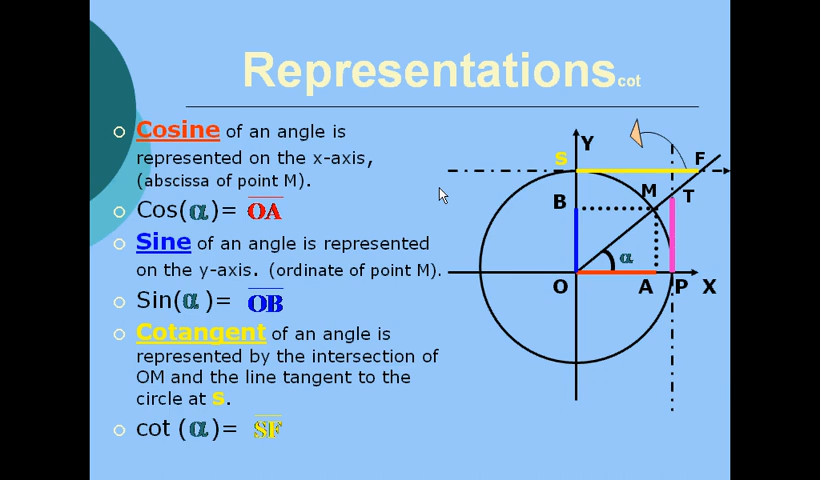 Representations cot
Cosine of an angle is
represented on the x-axis,
(abscissa of point M).
Cos(α)= OA
Sine of an angle is represented
on the y-axis. (ordinate of point M).
Sin(α )= OB
Cotangent of an angle is
represented by the intersection of
OM and the line tangent to the
circle at S.
cot (α)= SF
Y
S
F
M
T
B
α
O
A
P
X